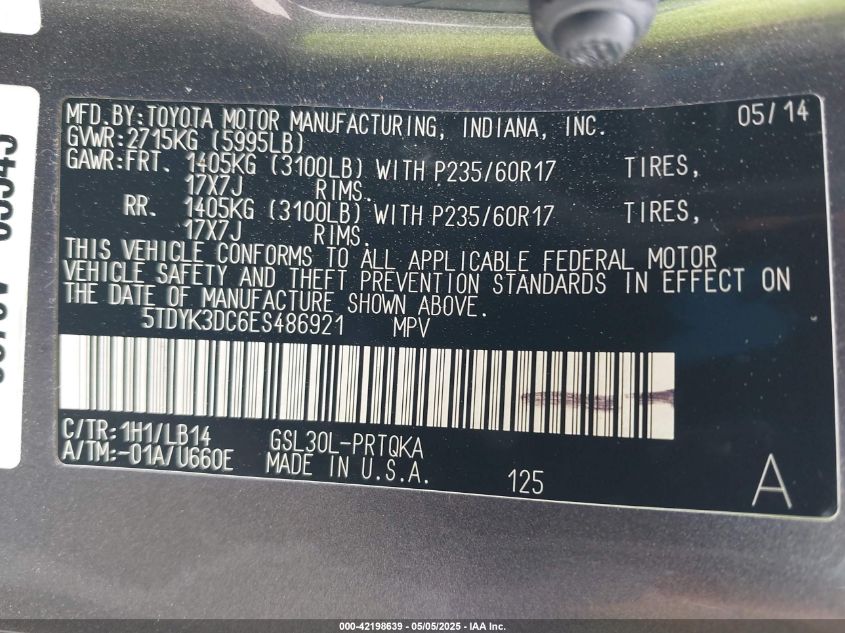 MFD.BY:TOYOTA MOTOR MANUFACTURING, INDIANA, INC. 05/14
GVWR:2715KG (5995LB)
GAWR:FRT. 1405KG (3100LB) WITH P235/60R17 TIRES,
17X7J RIMS.
RR. 1405KG (3100LB) WITH P235/60R17 TIRES,
17X7J RIMS.
THIS VEHICLE CONFORMS TO ALL APPLICABLE FEDERAL MOTOR
VEHICLE SAFETY AND THEFT PREVENTION STANDARDS IN EFFECT ON
THE DATE OF MANUFACTURE SHOWN ABOVE.
5TDYK3DC6ES486921 MPV
C/TR:1H1/LB14 GSL30L-PRTQKA
A/TM:-01A/U660E MADE IN U.S.A. 125 A
000-42198639 - 05/05/2025 - IAA Inc.